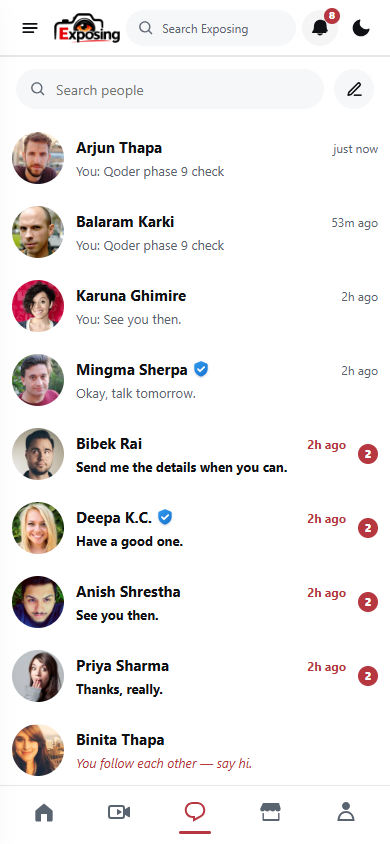 Exposing
Search Exposing
8
Search people
Arjun Thapa
just now
You: Qoder phase 9 check
Balaram Karki
53m ago
You: Qoder phase 9 check
Karuna Ghimire
2h ago
You: See you then.
Mingma Sherpa
2h ago
Okay, talk tomorrow.
Bibek Rai
2h ago
2
Send me the details when you can.
Deepa K.C.
2h ago
2
Have a good one.
Anish Shrestha
2h ago
2
See you then.
Priya Sharma
2h ago
2
Thanks, really.
Binita Thapa
You follow each other — say hi.